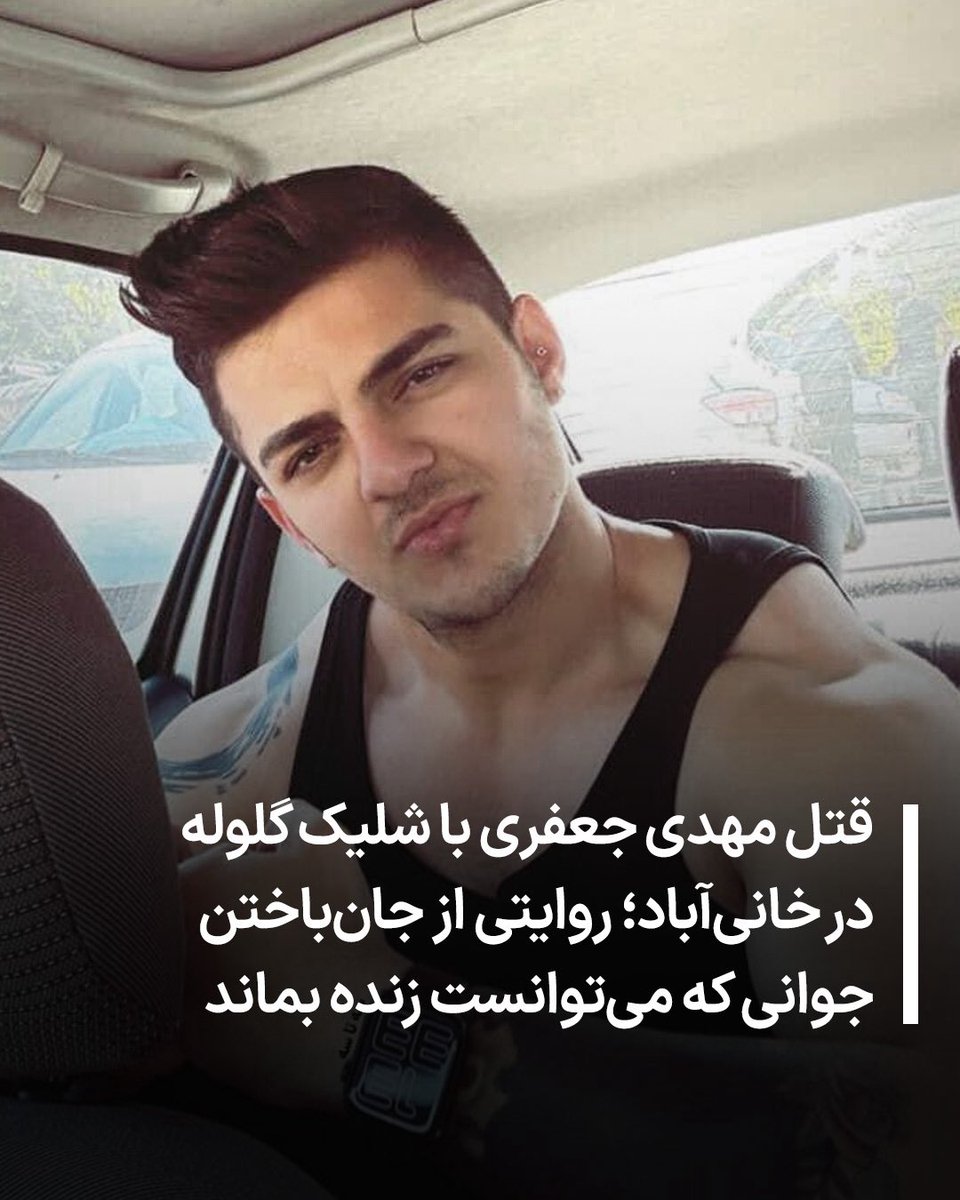 قتل مهدی جعفری با شلیک گلوله
در خانی‌آباد؛ روایتی از جان‌باختن
جوانی که می‌توانست زنده بماند